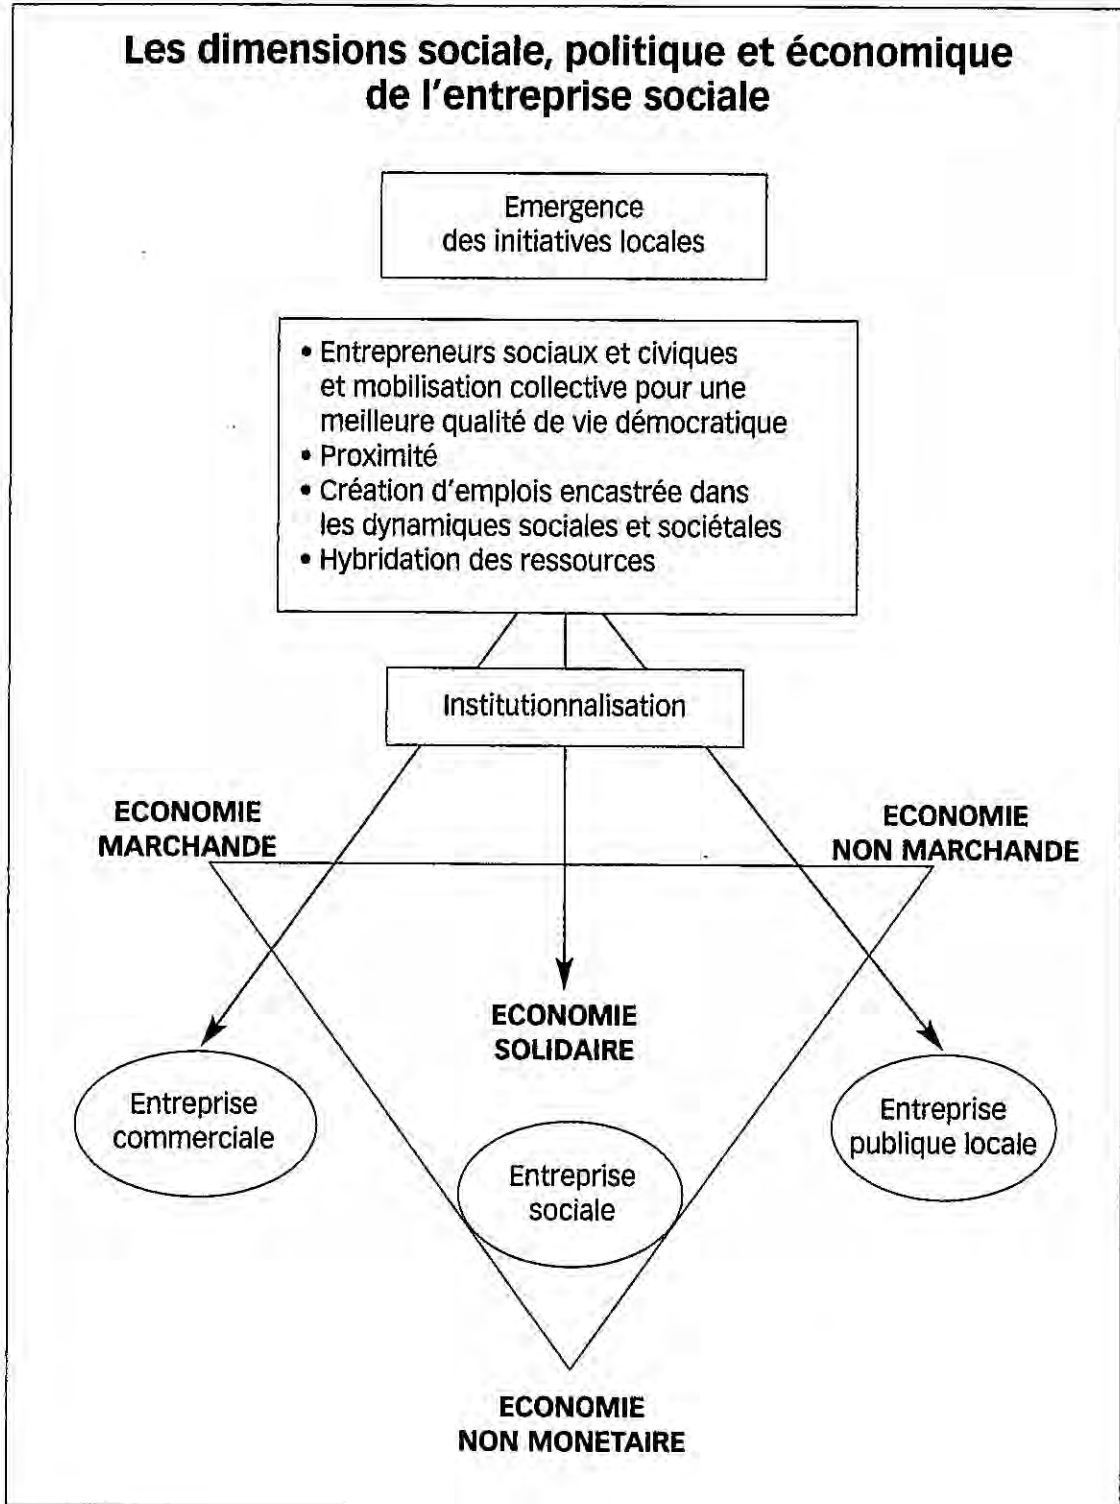 Les dimensions sociale, politique et économique
de l'entreprise sociale
Emergence
des initiatives locales
• Entrepreneurs sociaux et civiques
et mobilisation collective pour une
meilleure qualité de vie démocratique
• Proximité
• Création d'emplois encastrée dans
les dynamiques sociales et sociétales
• Hybridation des ressources
Institutionnalisation
ECONOMIE
MARCHANDE
ECONOMIE
NON MARCHANDE
ECONOMIE
SOLIDAIRE
Entreprise
commerciale
Entreprise
sociale
Entreprise
publique locale
ECONOMIE
NON MONETAIRE